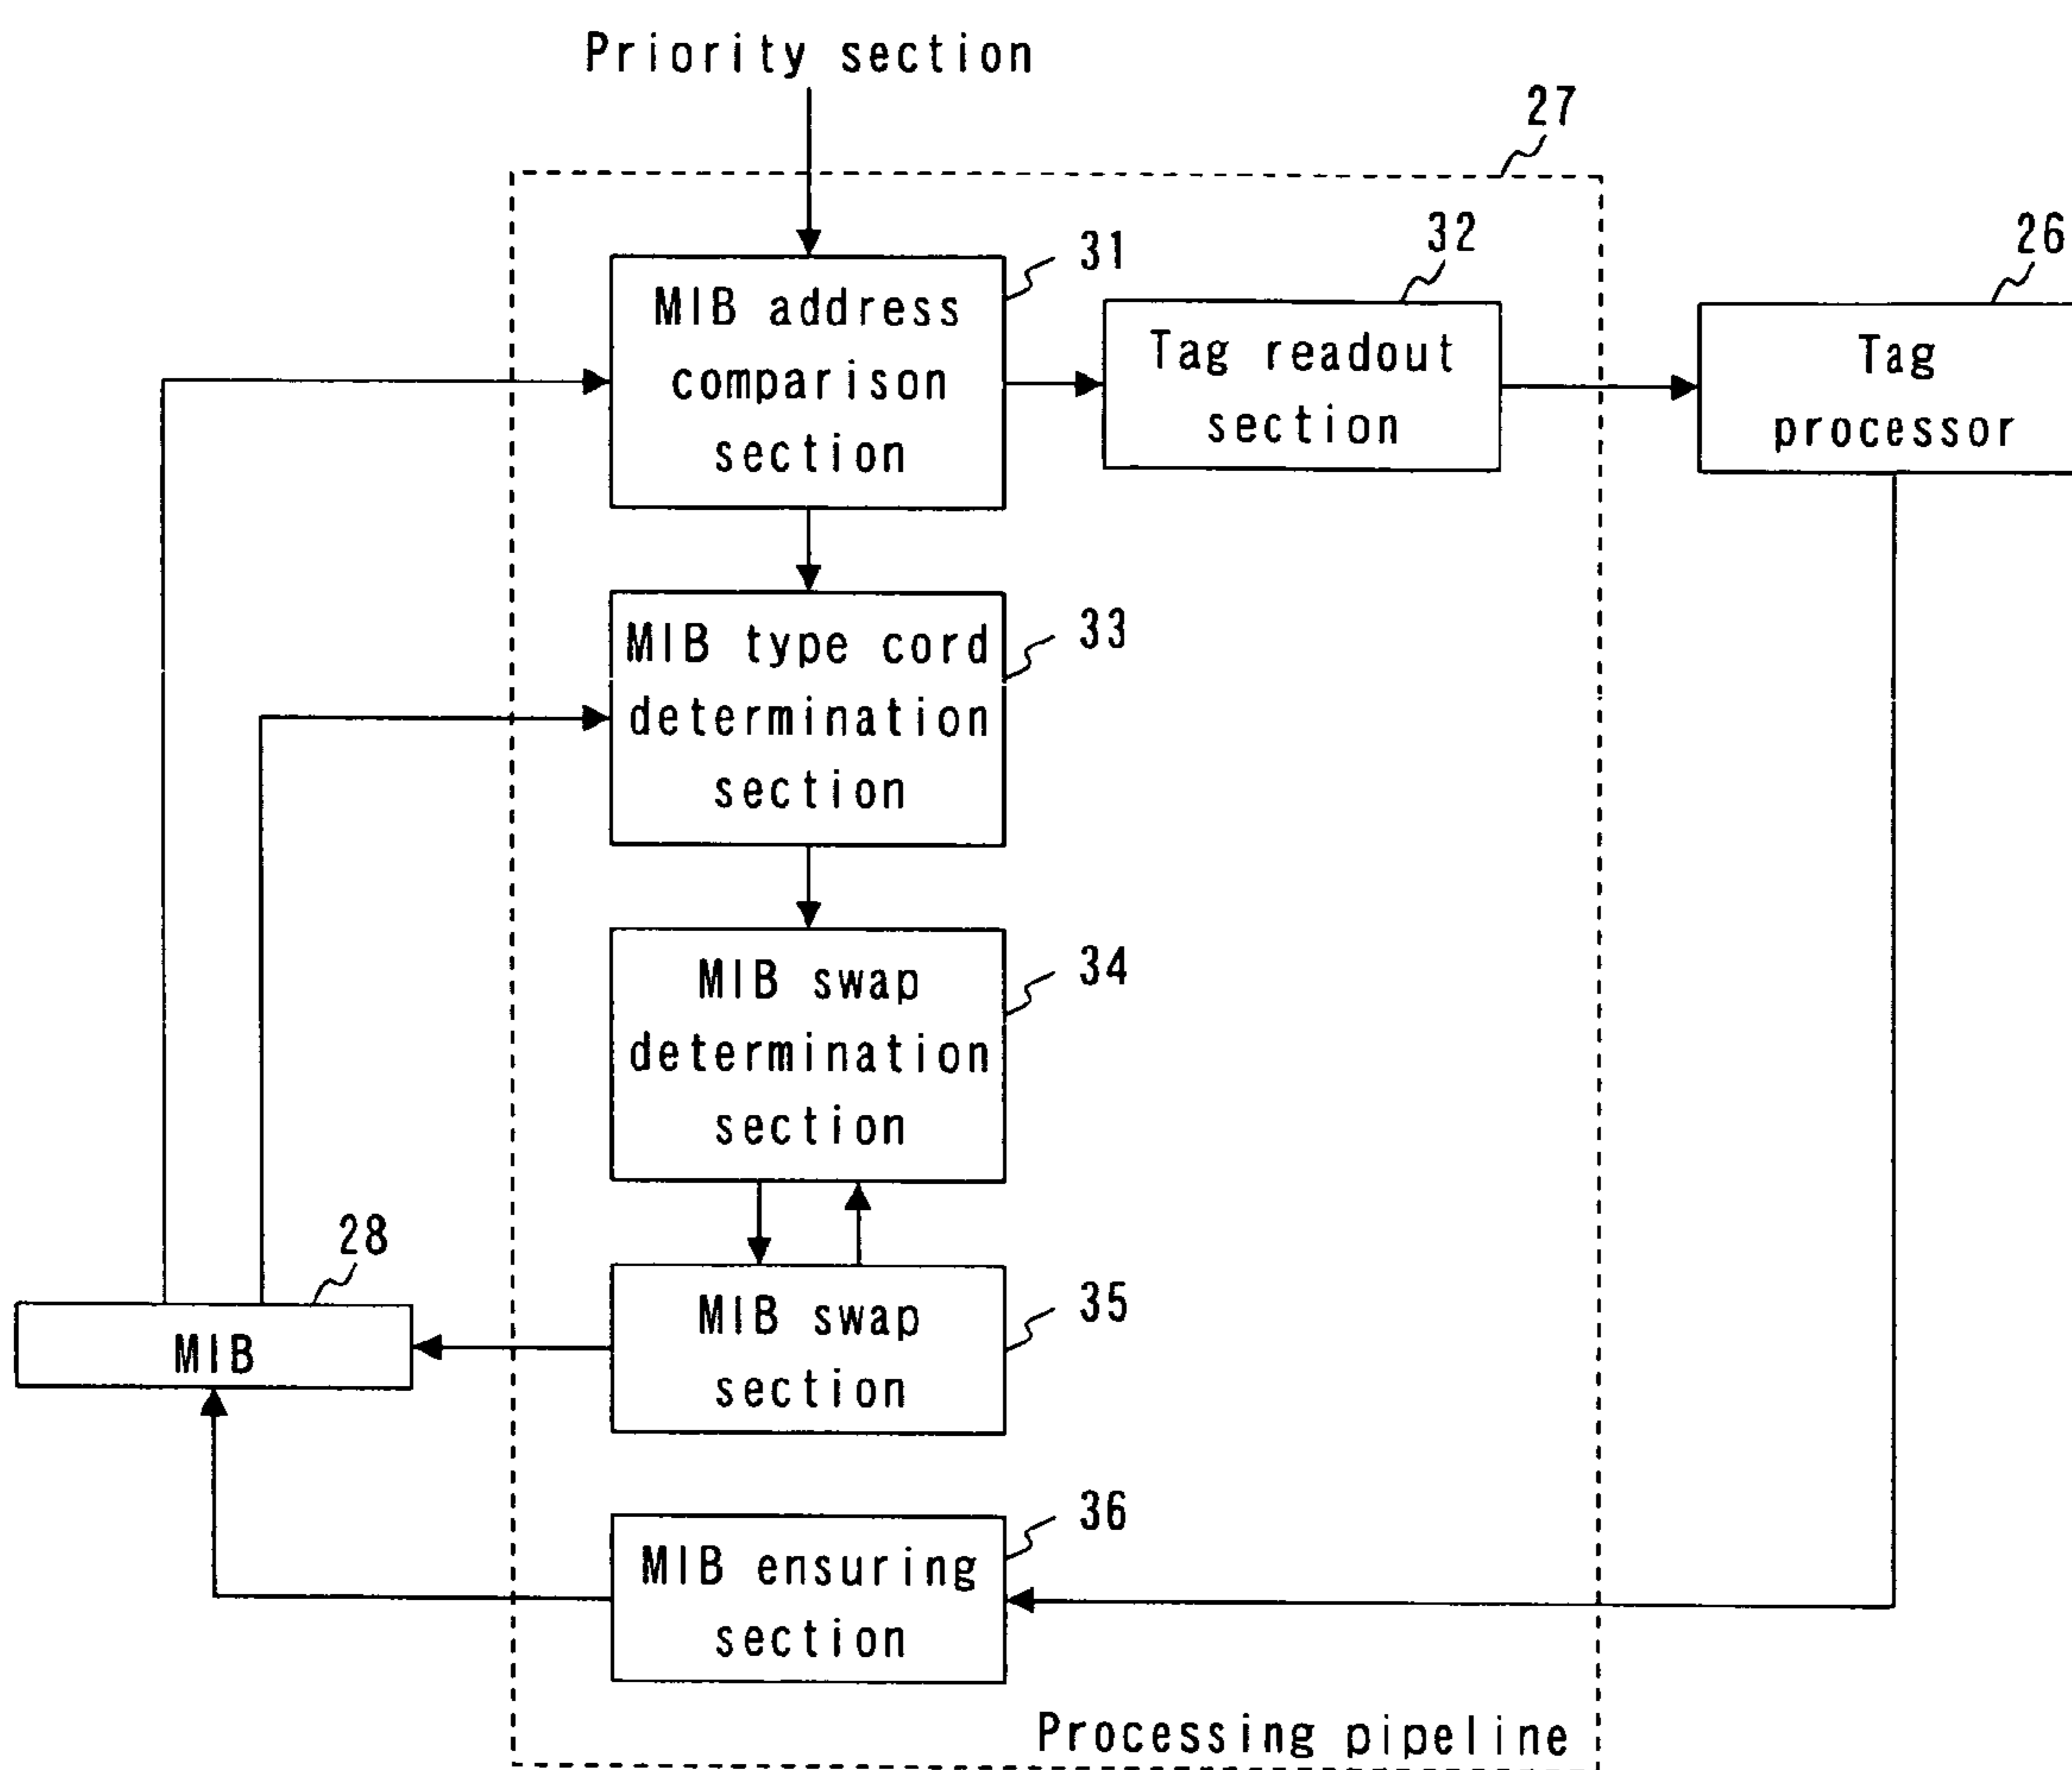 Priority section
27
31
MIB address
comparison
section
32
Tag readout
section
26
Tag
processor
33
MIB type cord
determination
section
34
MIB swap
determination
section
28
MIB
35
MIB swap
section
36
MIB ensuring
section
Processing pipeline